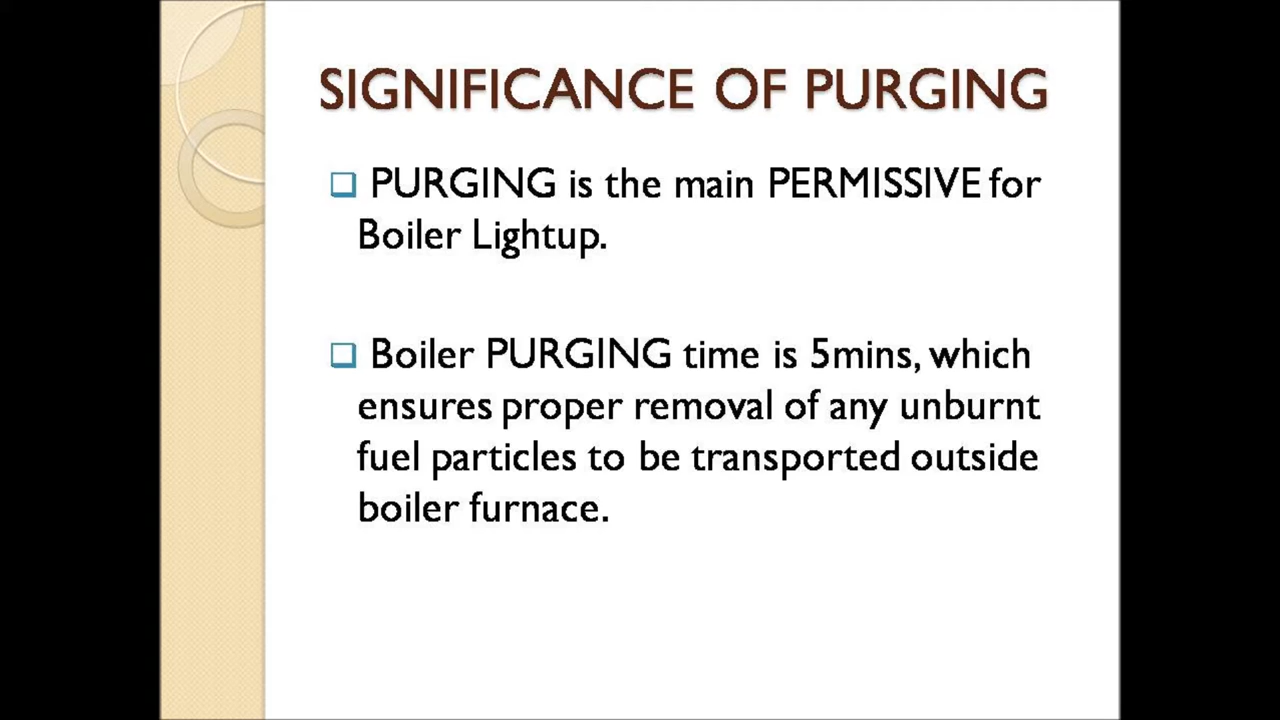 SIGNIFICANCE OF PURGING
PURGING is the main PERMISSIVE for
Boiler Lightup.
Boiler PURGING time is 5mins, which
ensures proper removal of any unburnt
fuel particles to be transported outside
boiler furnace.